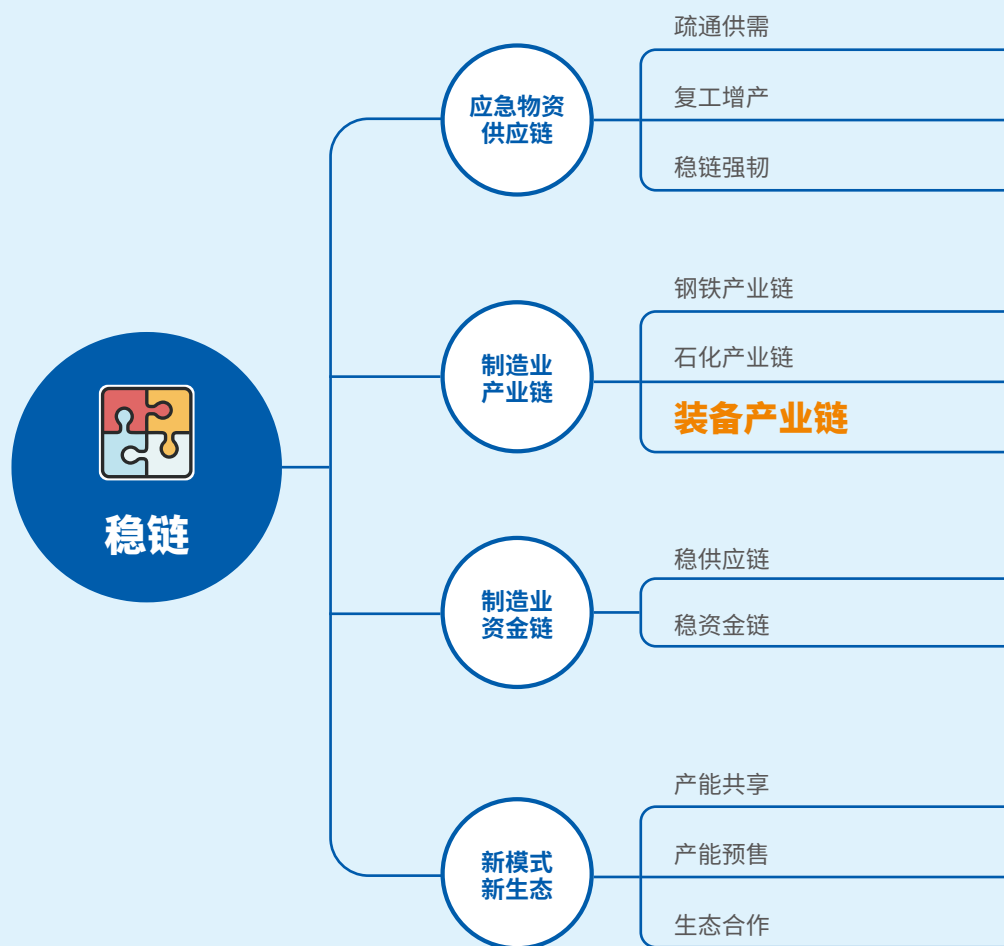 稳链
应急物资
供应链
疏通供需
复工增产
稳链强韧
制造业
产业链
钢铁产业链
石化产业链
装备产业链
制造业
资金链
稳供应链
稳资金链
新模式
新生态
产能共享
产能预售
生态合作